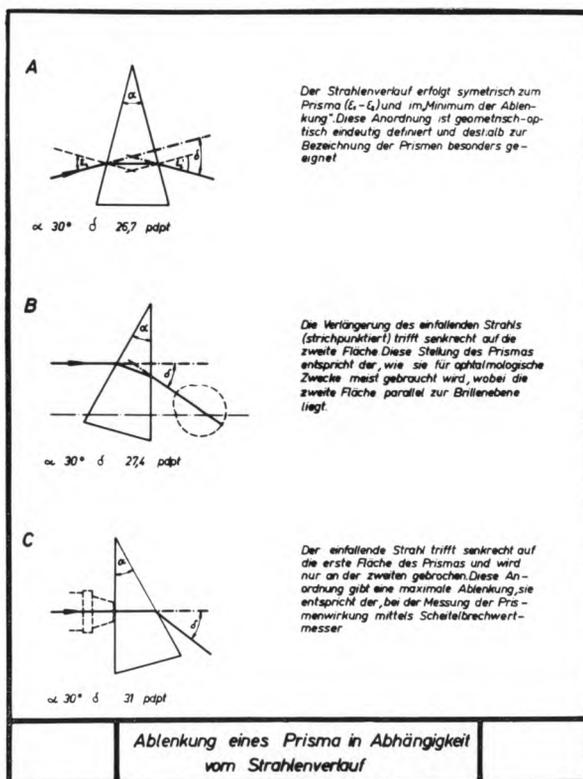 A
α
ε₁
ε₂
δ
α 30° δ 26,7 pdpt
Der Strahlenverlauf erfolgt symetrisch zum
Prisma (ε₁-ε₂) und im„Minimum der Ablen-
kung".Diese Anordnung ist geometrisch-op-
tisch eindeutig definiert und deshalb zur
Bezeichnung der Prismen besonders ge-
eignet
B
α
δ
α 30° δ 27,4 pdpt
Die Verlängerung des einfallenden Strahls
(strichpunktiert) trifft senkrecht auf die
zweite Fläche.Diese Stellung des Prismas
entspricht der, wie sie für ophtalmologische
Zwecke meist gebraucht wird, wobei die
zweite Fläche parallel zur Brillenebene
liegt.
C
α
δ
α 30° δ 31 pdpt
Der einfallende Strahl trifft senkrecht auf
die erste Fläche des Prismas und wird
nur an der zweiten gebrochen.Diese An-
ordnung gibt eine maximale Ablenkung,sie
entspricht der, bei der Messung der Pris-
menwirkung mittels Scheitelbrechwert-
messer
Ablenkung eines Prisma in Abhängigkeit
vom Strahlenverlauf